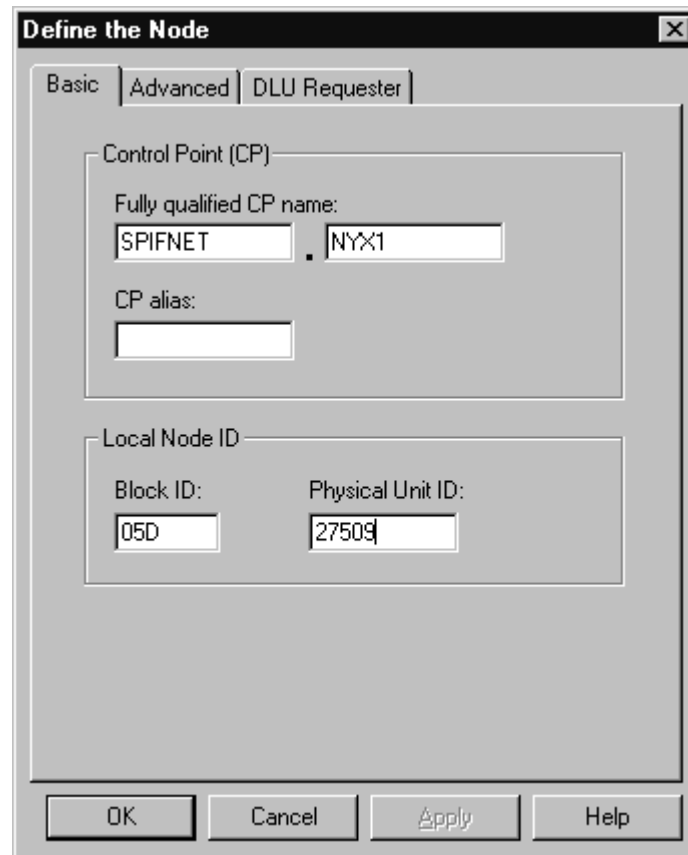 Define the Node
Basic Advanced DLU Requester
Control Point (CP)
Fully qualified CP name:
SPIFNET . NYX1
CP alias:
Local Node ID
Block ID: Physical Unit ID:
05D 27509
OK Cancel Apply Help